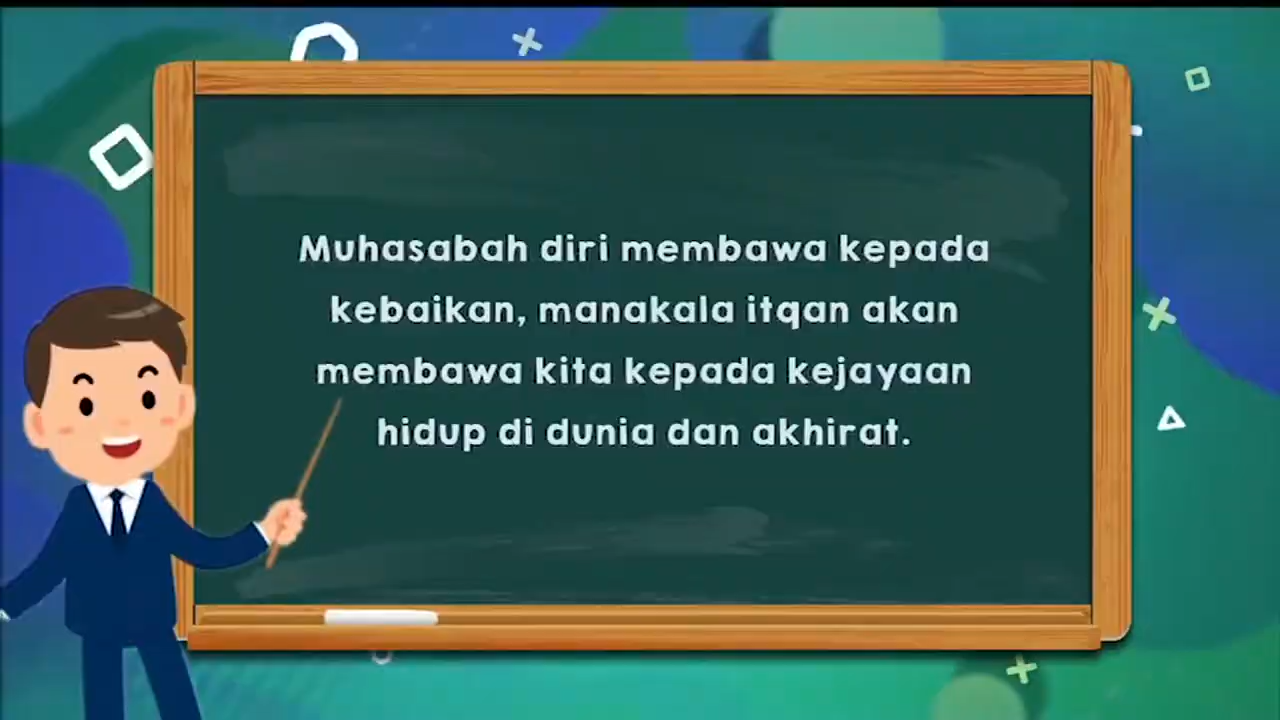 Muhasabah diri membawa kepada
kebaikan, manakala itqan akan
membawa kita kepada kejayaan
hidup di dunia dan akhirat.